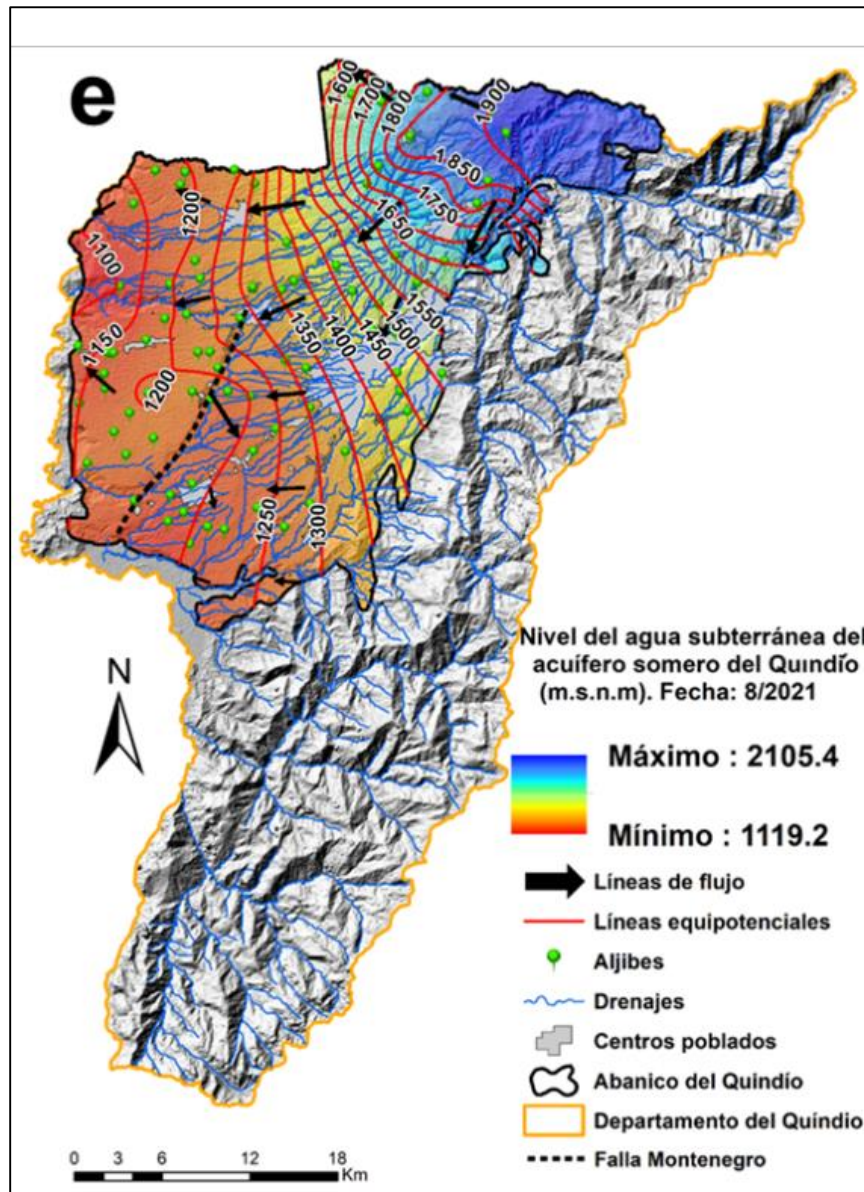 e
1600
1700
1800
1900
1850
1750
1650
1200
1100
1550
1500
1450
1400
1350
1150
1200
1250
1300
N
Nivel del agua subterránea del
acuífero somero del Quindío
(m.s.n.m). Fecha: 8/2021
Máximo : 2105.4
Mínimo : 1119.2
Líneas de flujo
Líneas equipotenciales
Aljibes
Drenajes
Centros poblados
Abanico del Quindío
Departamento del Quindio
Falla Montenegro
0 3 6 12 18
Km